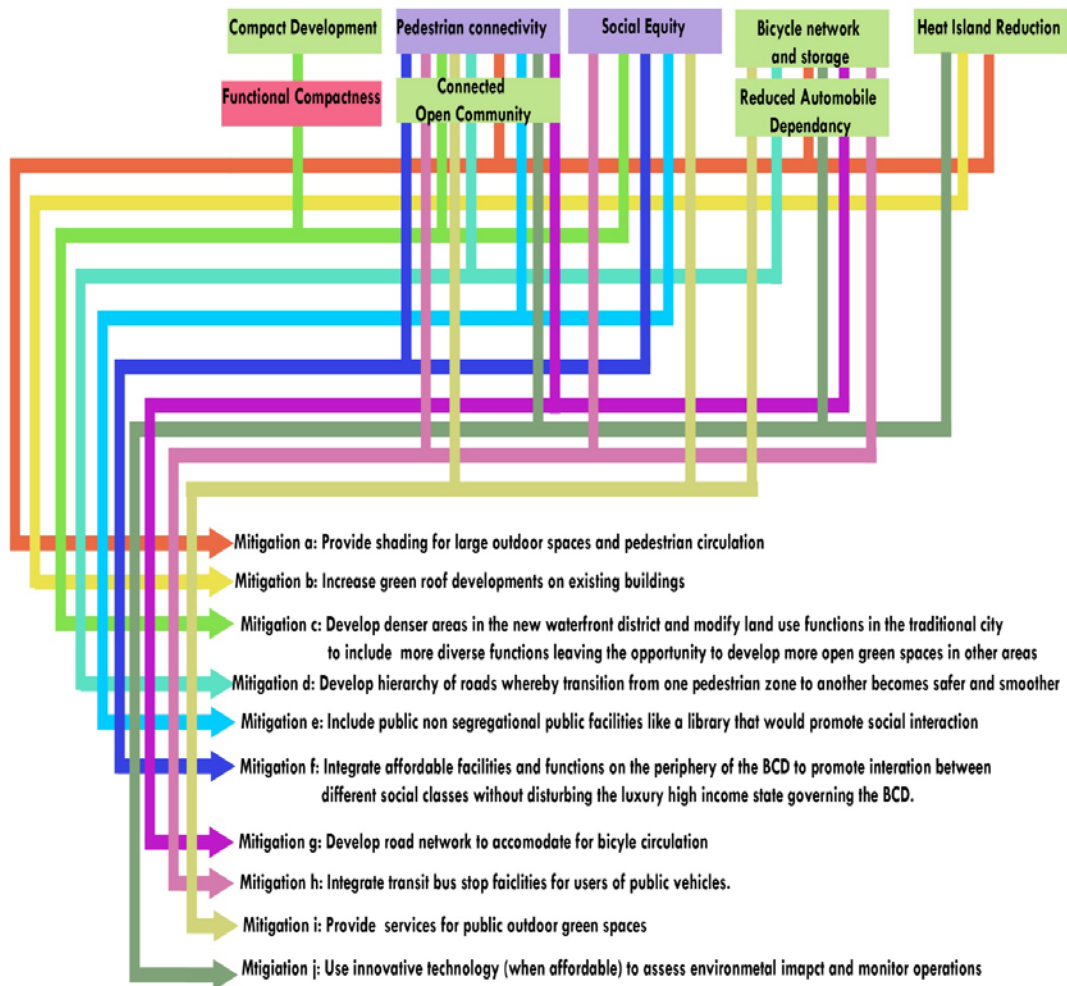 Compact Development
Pedestrian connectivity
Social Equity
Bicycle network
and storage
Heat Island Reduction
Functional Compactness
Connected
Open Community
Reduced Automobile
Dependancy
Mitigation a: Provide shading for large outdoor spaces and pedestrian circulation
Mitigation b: Increase green roof developments on existing buildings
Mitigation c: Develop denser areas in the new waterfront district and modify land use functions in the traditional city
to include more diverse functions leaving the opportunity to develop more open green spaces in other areas
Mitigation d: Develop hierarchy of roads whereby transition from one pedestrian zone to another becomes safer and smoother
Mitigation e: Include public non segregational public facilities like a library that would promote social interaction
Mitigation f: Integrate affordable facilities and functions on the periphery of the BCD to promote interation between
different social classes without disturbing the luxury high income state governing the BCD.
Mitigation g: Develop road network to accomodate for bicyle circulation
Mitigation h: Integrate transit bus stop faiclities for users of public vehicles.
Mitigation i: Provide services for public outdoor green spaces
Mtigiation j: Use innovative technology (when affordable) to assess environmetal imapct and monitor operations